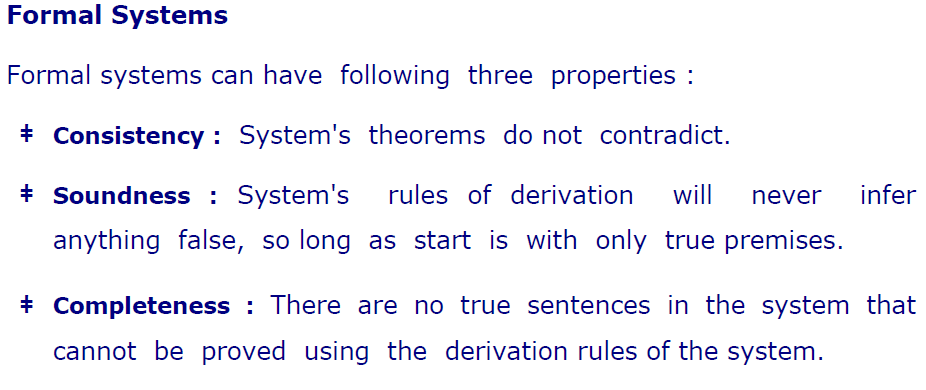 Formal Systems
Formal systems can have following three properties :
‡ Consistency : System's theorems do not contradict.
‡ Soundness : System's rules of derivation will never infer
anything false, so long as start is with only true premises.
‡ Completeness : There are no true sentences in the system that
cannot be proved using the derivation rules of the system.